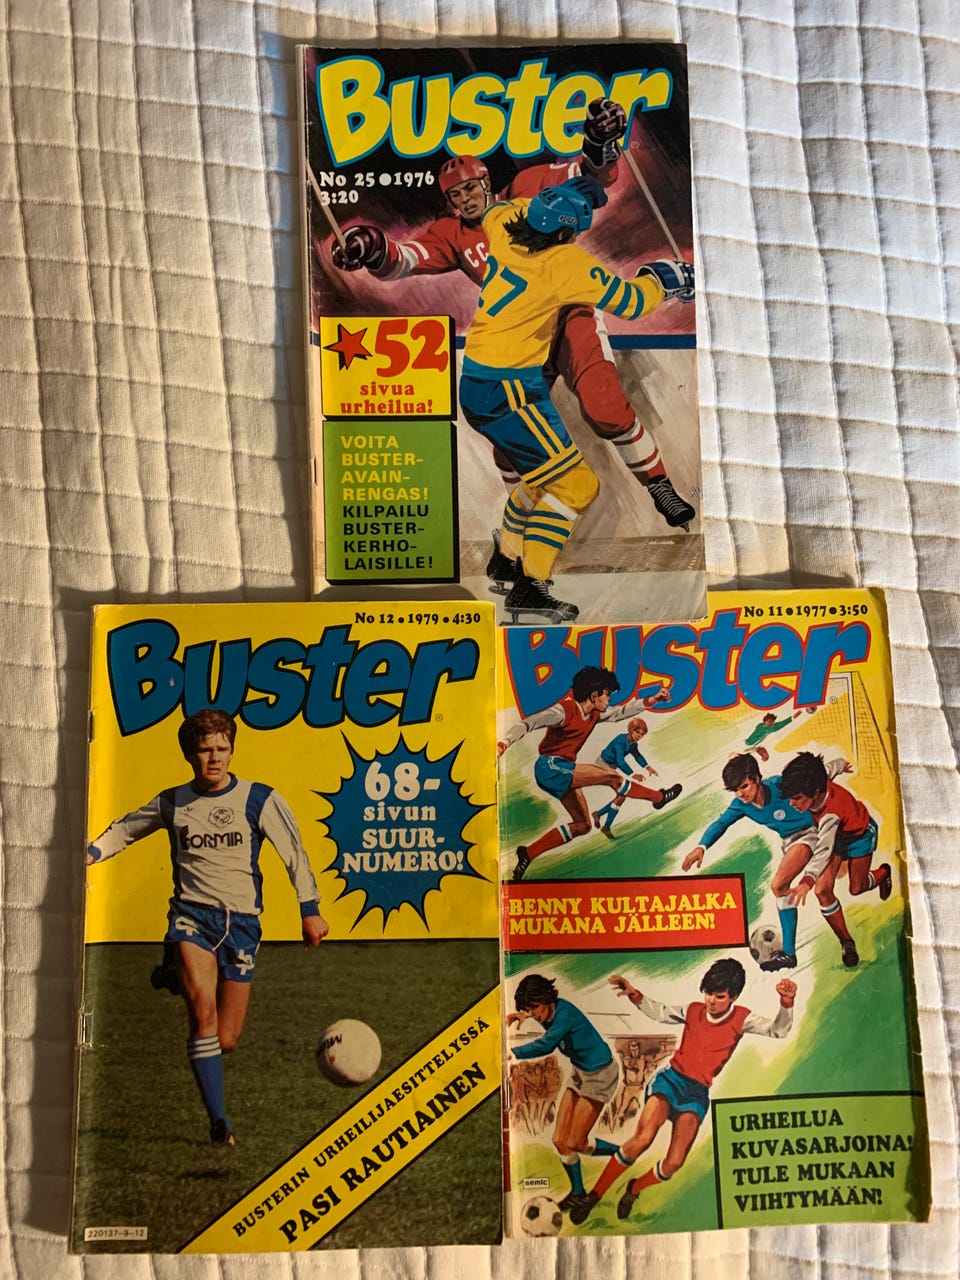 Buster
No 25 ● 1976
3:20
52
sivua
urheilua!
VOITA
BUSTER-
AVAIN-
RENGAS!
KILPAILU
BUSTER-
KERHO-
LAISILLE!
CC
27
2
No 12 • 1979 • 4:30
Buster
68-
sivun
SUUR-
NUMERO!
FORMIA
BUSTERIN URHEILIJAESITTELYSSÄ
PASI RAUTIAINEN
220137-9-12
No 11 ● 1977 ● 3:50
Buster
BENNY KULTAJALKA
MUKANA JÄLLEEN!
URHEILUA
KUVASARJOINA!
TULE MUKAAN
VIIHTYMÄÄN!
semic